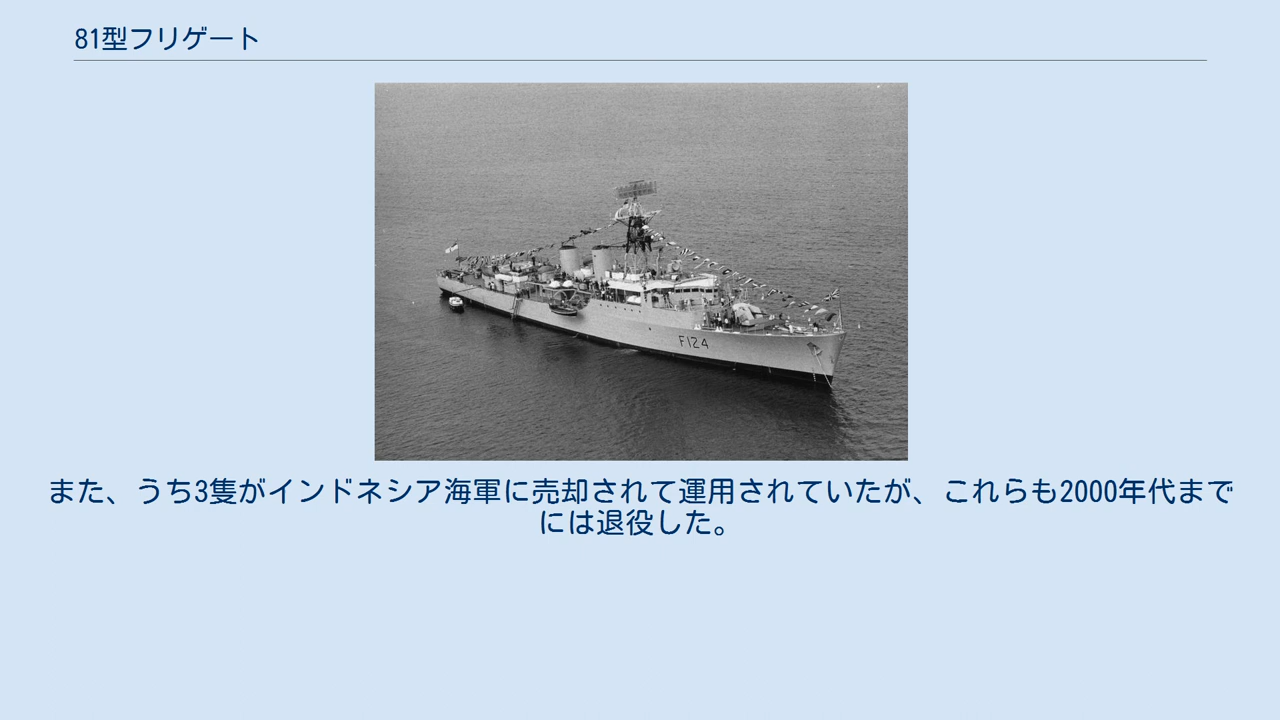 81型フリゲート
F124
また、うち3隻がインドネシア海軍に売却されて運用されていたが、これらも2000年代まで
には退役した。